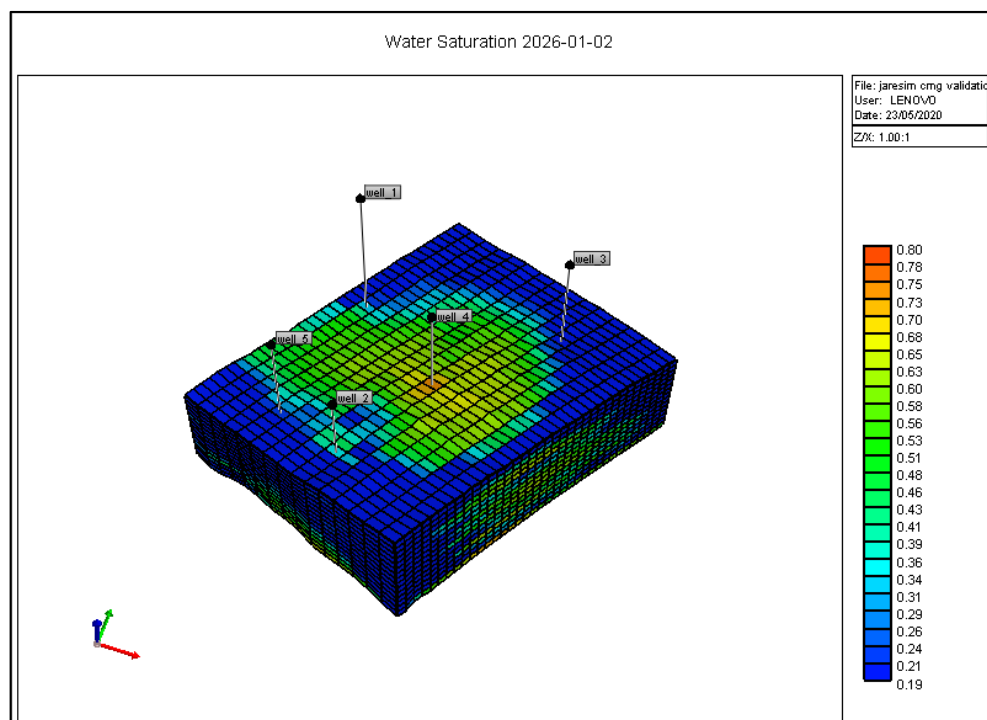 Water Saturation 2026-01-02
File: jaresim cmg validatio
User: LENOVO
Date: 23/05/2020
Z/X: 1.00:1
well_1
well_3
well_4
well_5
well_2
0.80
0.78
0.75
0.73
0.70
0.68
0.65
0.63
0.60
0.58
0.56
0.53
0.51
0.48
0.46
0.43
0.41
0.39
0.36
0.34
0.31
0.29
0.26
0.24
0.21
0.19